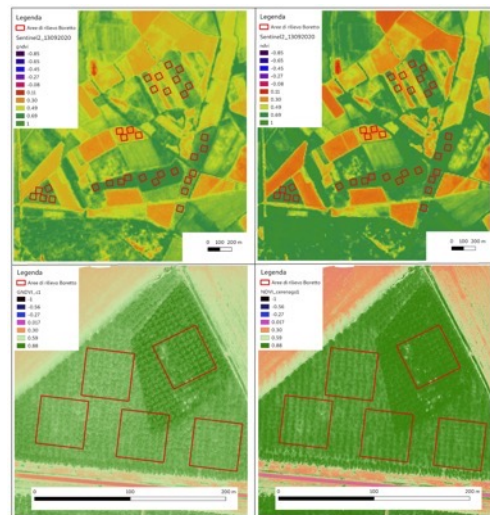 Legenda
Aree di rilievo Boretto
Sentinel2_13092020
gndvi
-0.85
-0.65
-0.45
-0.27
-0.08
0.11
0.30
0.49
0.69
1
0 100 200 m
Legenda
Aree di rilievo Boretto
Sentinel2_13092020
ndvi
-0.85
-0.65
-0.45
-0.27
-0.08
0.11
0.30
0.49
0.69
1
0 100 200 m
Legenda
Aree di rilievo Boretto
-1
-0.56
-0.27
0.017
0.30
0.59
0.88
0 100 200 m
Legenda
Aree di rilievo Boretto
-1
-0.56
-0.27
0.017
0.30
0.59
0.88
0 100 200 m